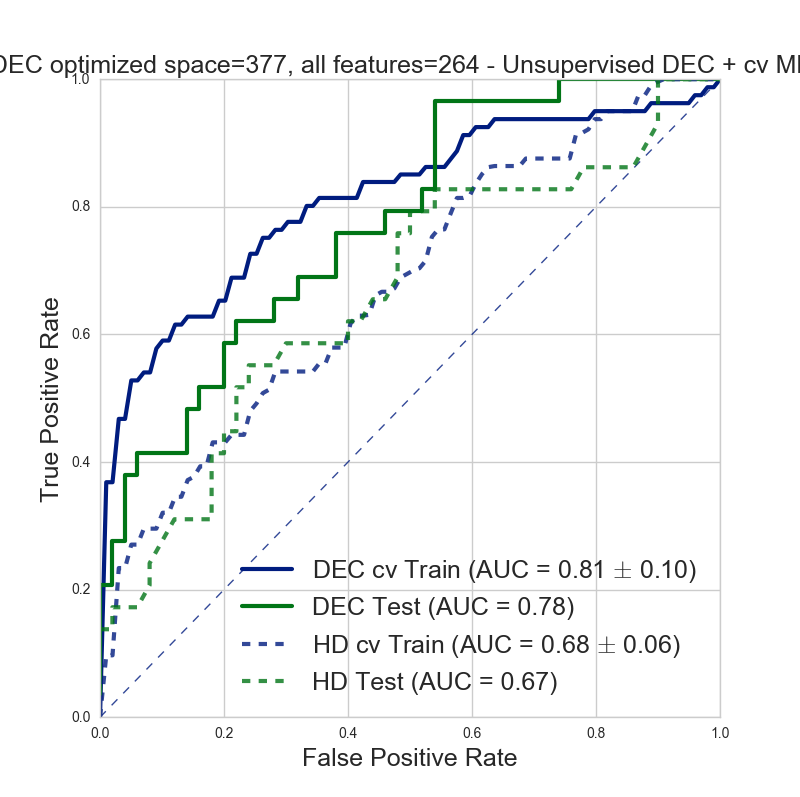 DEC optimized space=377, all features=264 - Unsupervised DEC + cv
1.0
0.8
0.6
0.4
0.2
0.0
True Positive Rate
DEC cv Train (AUC = 0.81 ± 0.10)
DEC Test (AUC = 0.78)
HD cv Train (AUC = 0.68 ± 0.06)
HD Test (AUC = 0.67)
0.0 0.2 0.4 0.6 0.8 1.0
False Positive Rate